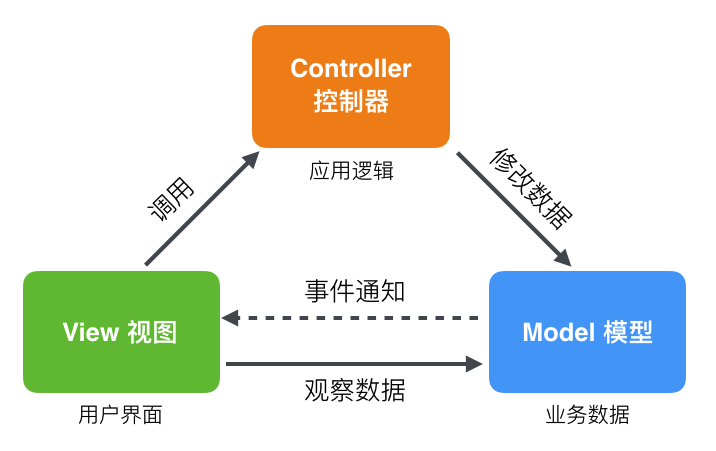 Controller
控制器
应用逻辑
调用
修改数据
事件通知
View 视图
Model 模型
观察数据
用户界面
业务数据